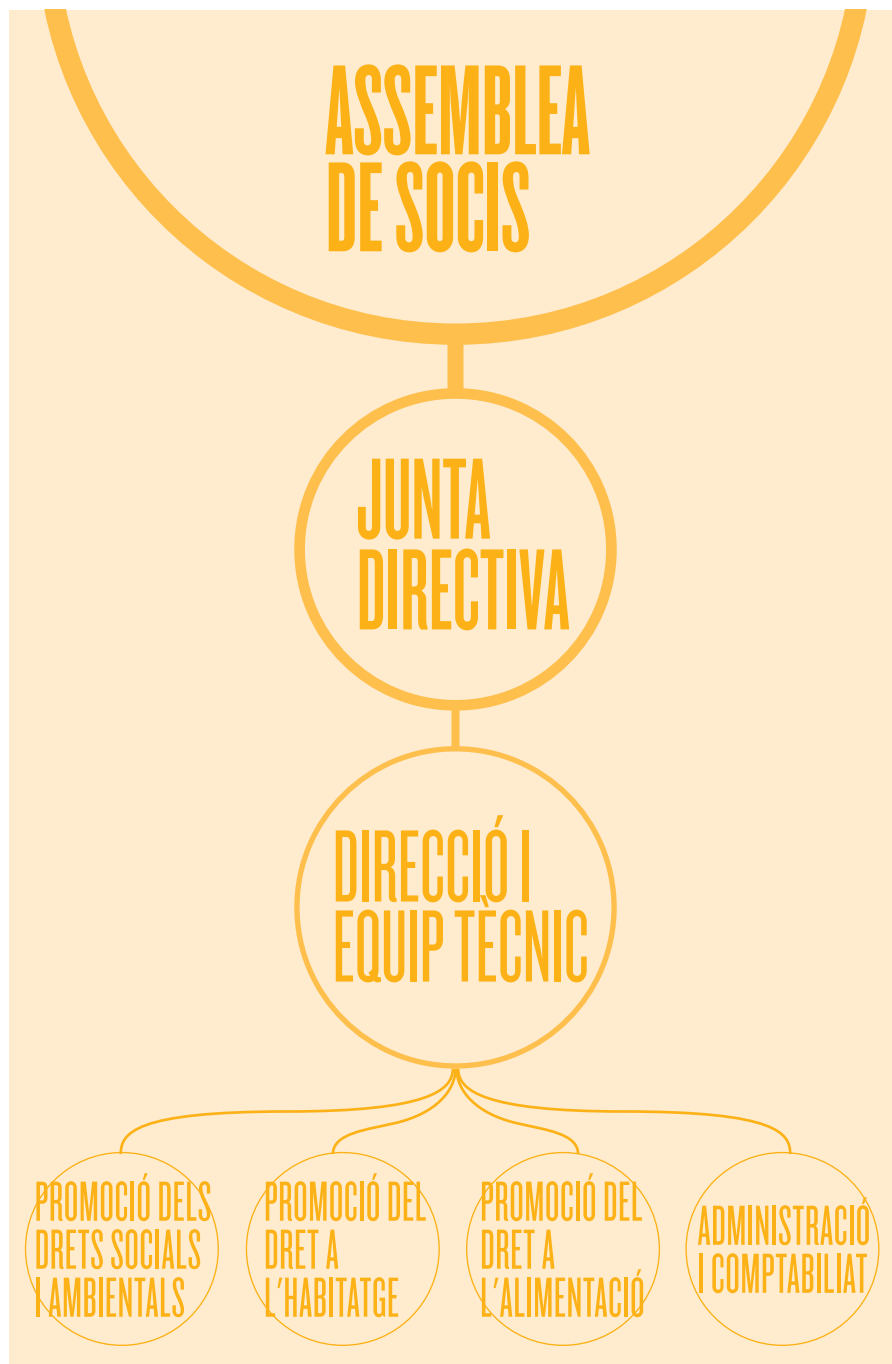 ASSEMBLEA
DE SOCIS
JUNTA
DIRECTIVA
DIRECCIÓ I
EQUIP TÈCNIC
PROMOCIÓ DELS
DRETS SOCIALS
I AMBIENTALS
PROMOCIÓ DEL
DRET A
L'HABITATGE
PROMOCIÓ DEL
DRET A
L'ALIMENTACIÓ
ADMINISTRACIÓ
I COMPTABILIAT